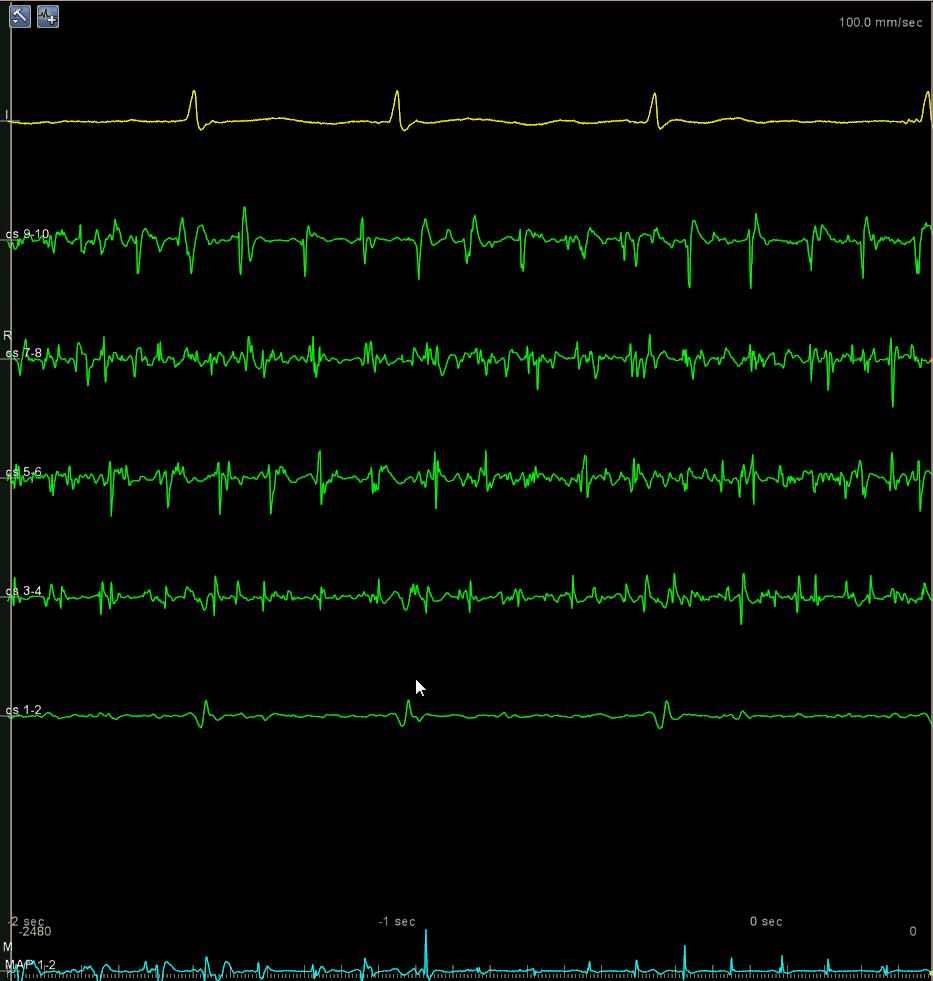 100.0 mm/sec
I
cs 9-10
R
cs 7-8
cs 5-6
cs 3-4
cs 1-2
-2 sec
-1 sec
0 sec
-2480
0
M
MAP 1-2